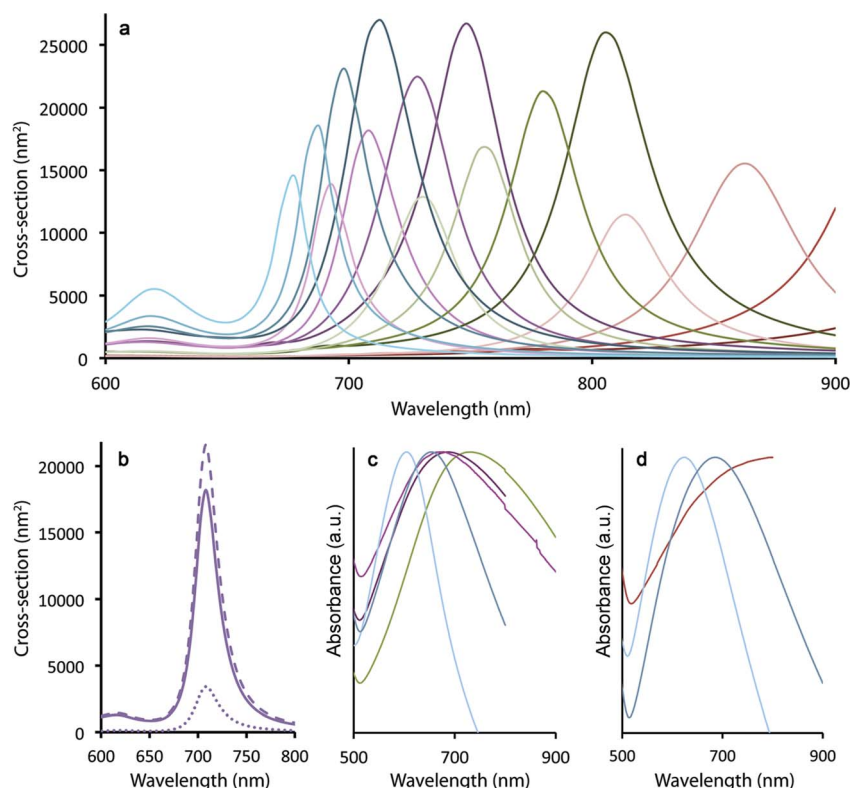 a
25000
20000
15000
10000
5000
0
Cross-section (nm²)
600 700 800 900
Wavelength (nm)
b
20000
15000
10000
5000
0
Cross-section (nm²)
600 650 700 750 800
Wavelength (nm)
c
Absorbance (a.u.)
500 700 900
Wavelength (nm)
d
Absorbance (a.u.)
500 700 900
Wavelength (nm)